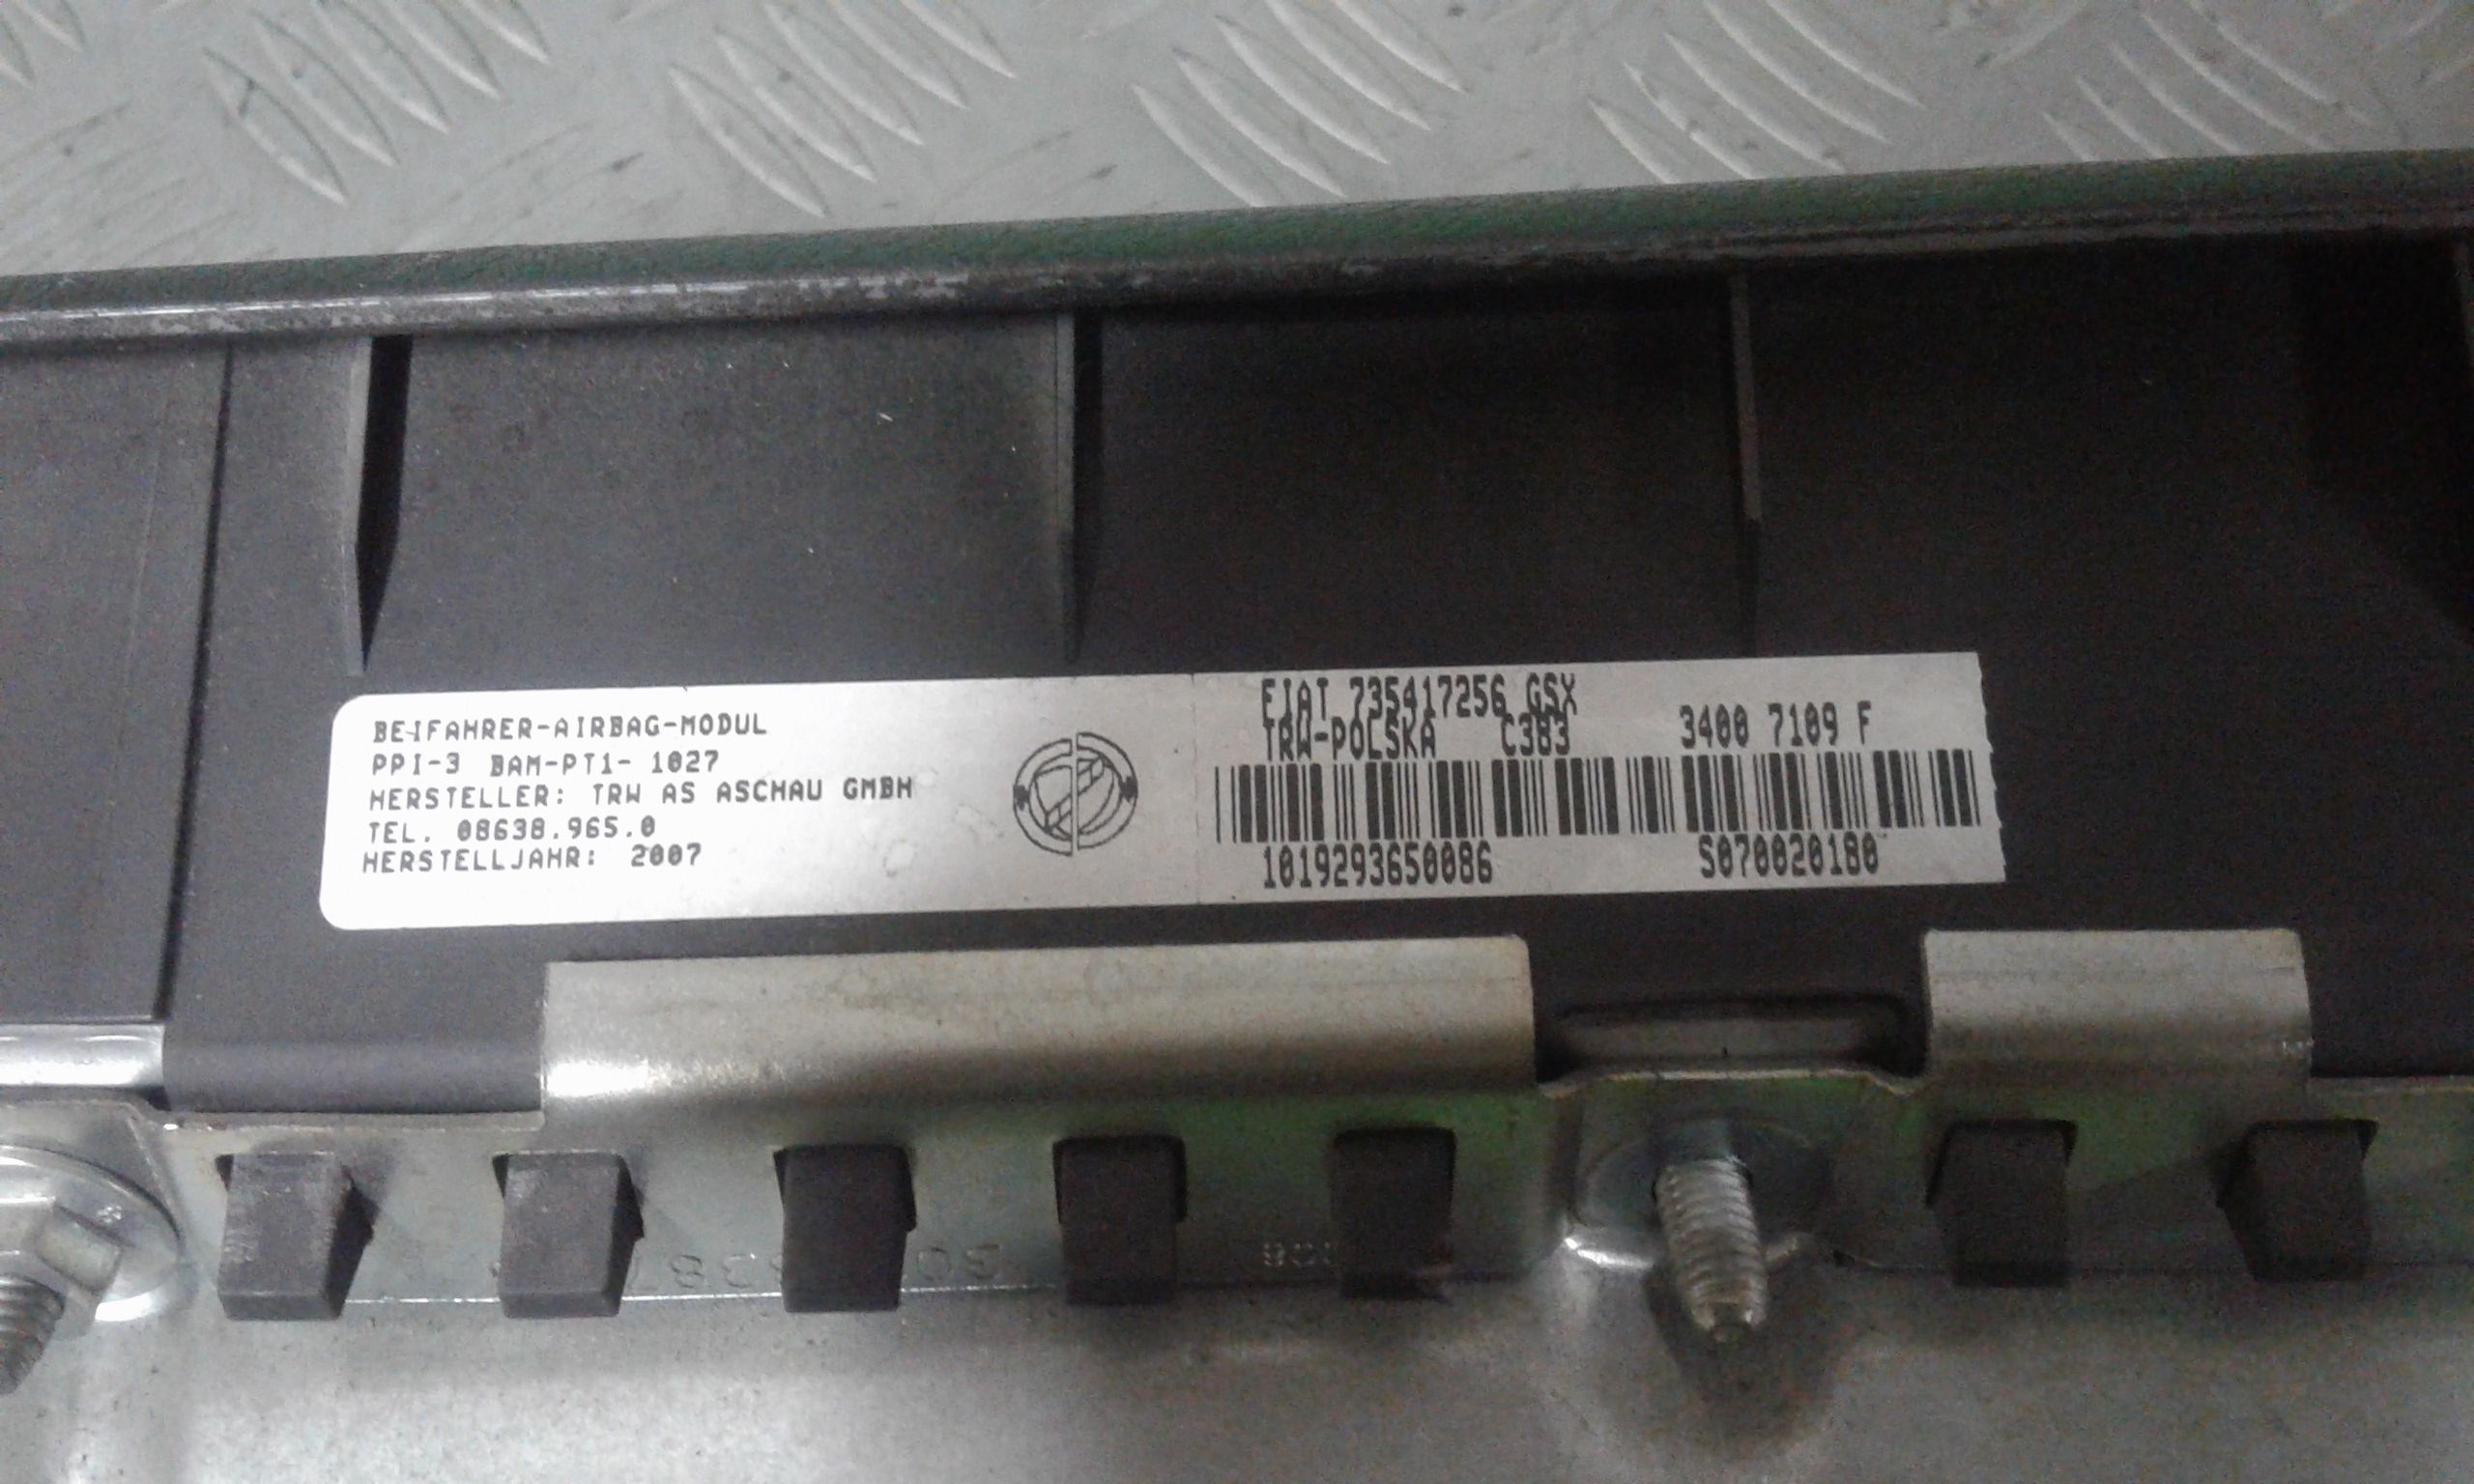 BEIFAHRER-AIRBAG-MODUL
PPI-3 BAM-PT1- 1027
HERSTELLER: TRW AS ASCHAU GMBH
TEL. 08638.965.0
HERSTELLJAHR: 2007
FIAT 735417256 GSX
TRW-POLSKA C3B3 3400 7109 F
1019293650086 S070020180